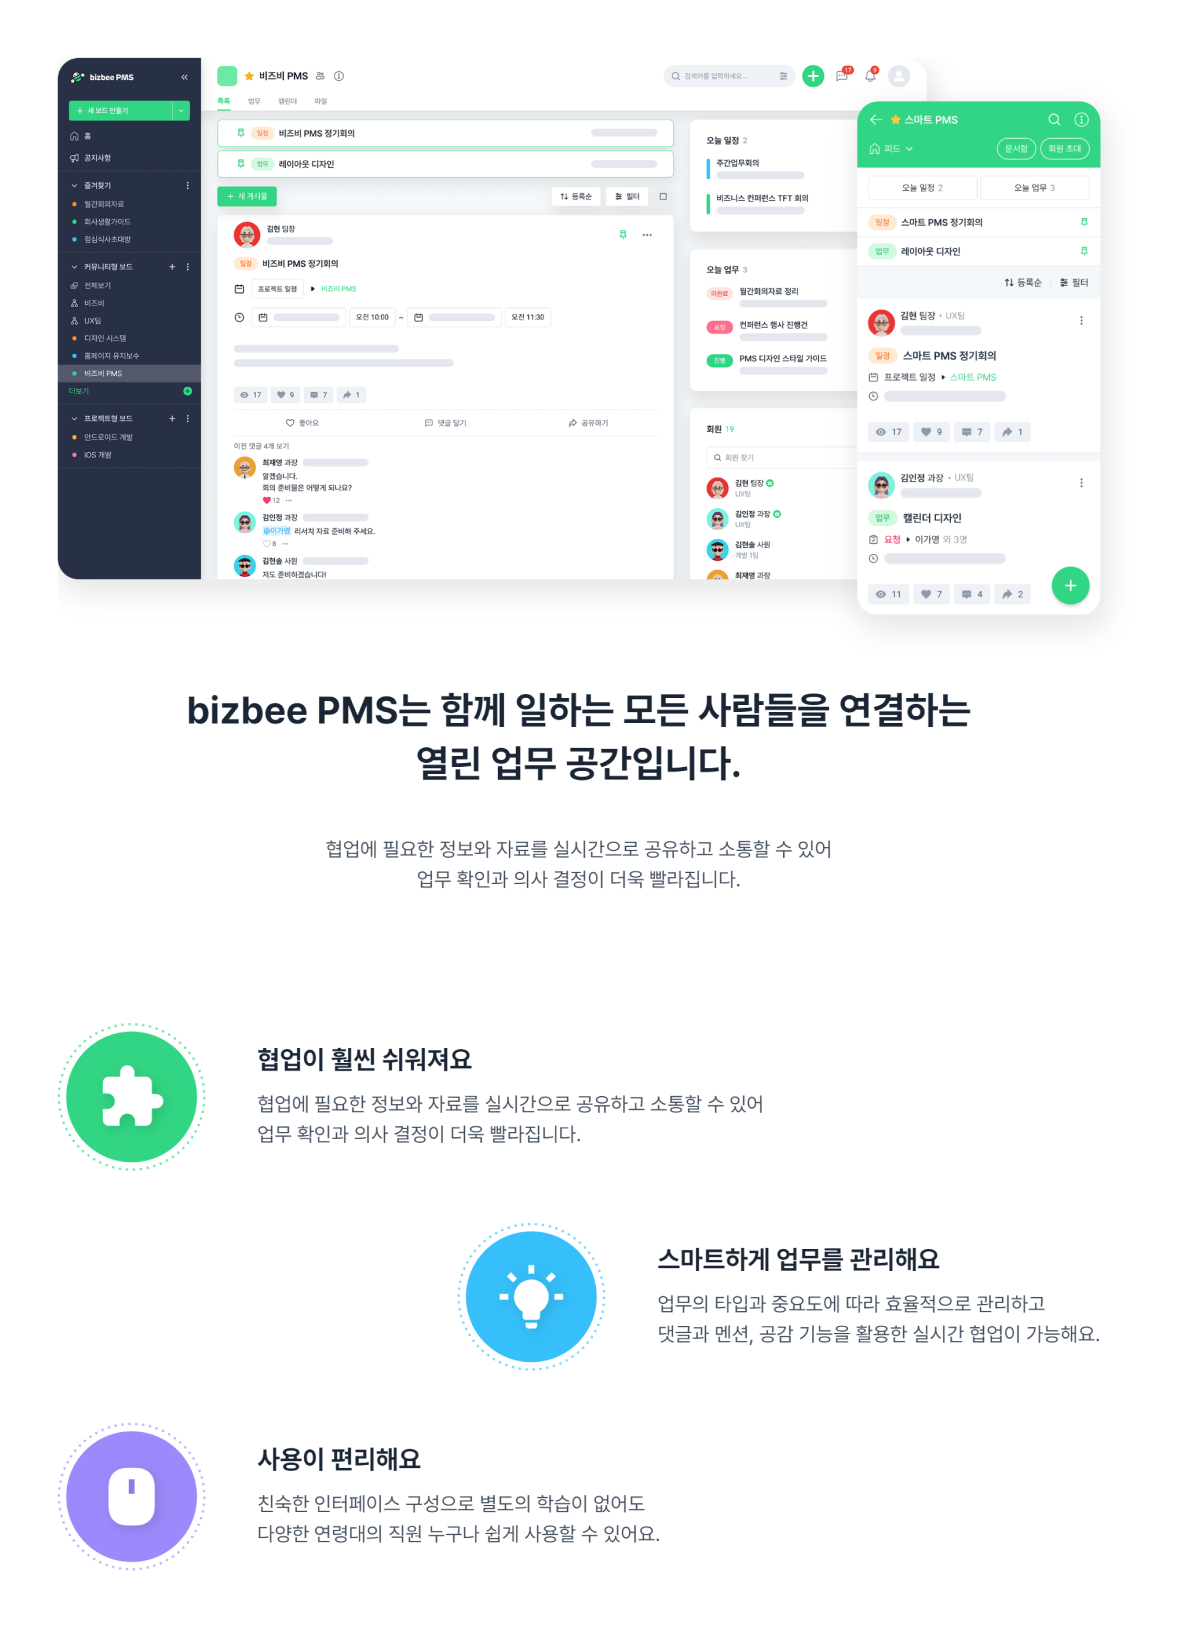 bizbee PMS
새 보드 만들기
홈
공지사항
즐겨찾기
월간회의자료
회사생활가이드
점심식사초대방
커뮤니티형 보드
전체보기
비즈비
UX팀
디자인 시스템
홈페이지 유지보수
비즈비 PMS
더보기
프로젝트형 보드
안드로이드 개발
iOS 개발
비즈비 PMS
검색어를 입력하세요...
17
9
목록 업무 캘린더 파일
일정 비즈비 PMS 정기회의
업무 레이아웃 디자인
+ 새 게시물
등록순
필터
김현 팀장
일정 비즈비 PMS 정기회의
프로젝트 일정 ▶ 비즈비 PMS
오전 10:00 ~ 오전 11:30
17 9 7 1
좋아요 댓글 달기 공유하기
이전 댓글 4개 보기
최재영 과장
알겠습니다.
회의 준비물은 어떻게 되나요?
12 ...
김인정 과장
@이가영 리서치 자료 준비해 주세요.
8 ...
김현솔 사원
저도 준비하겠습니다!
오늘 일정 2
주간업무회의
비즈니스 컨퍼런스 TFT 회의
오늘 업무 3
미완료 월간회의자료 정리
요청 컨퍼런스 행사 진행건
진행 PMS 디자인 스타일 가이드
회원 19
회원 찾기
김현 팀장
UX팀
김인정 과장
UX팀
김현솔 사원
개발 1팀
최재영 과장
스마트 PMS
피드
문서함
회원 초대
오늘 일정 2
오늘 업무 3
일정 스마트 PMS 정기회의
업무 레이아웃 디자인
등록순 필터
김현 팀장 • UX팀
일정 스마트 PMS 정기회의
프로젝트 일정 ▶ 스마트 PMS
17 9 7 1
김인정 과장 • UX팀
업무 캘린더 디자인
요청 ▶ 이가영 외 3명
11 7 4 2
bizbee PMS는 함께 일하는 모든 사람들을 연결하는
열린 업무 공간입니다.
협업에 필요한 정보와 자료를 실시간으로 공유하고 소통할 수 있어
업무 확인과 의사 결정이 더욱 빨라집니다.
협업이 훨씬 쉬워져요
협업에 필요한 정보와 자료를 실시간으로 공유하고 소통할 수 있어
업무 확인과 의사 결정이 더욱 빨라집니다.
스마트하게 업무를 관리해요
업무의 타입과 중요도에 따라 효율적으로 관리하고
댓글과 멘션, 공감 기능을 활용한 실시간 협업이 가능해요.
사용이 편리해요
친숙한 인터페이스 구성으로 별도의 학습이 없어도
다양한 연령대의 직원 누구나 쉽게 사용할 수 있어요.